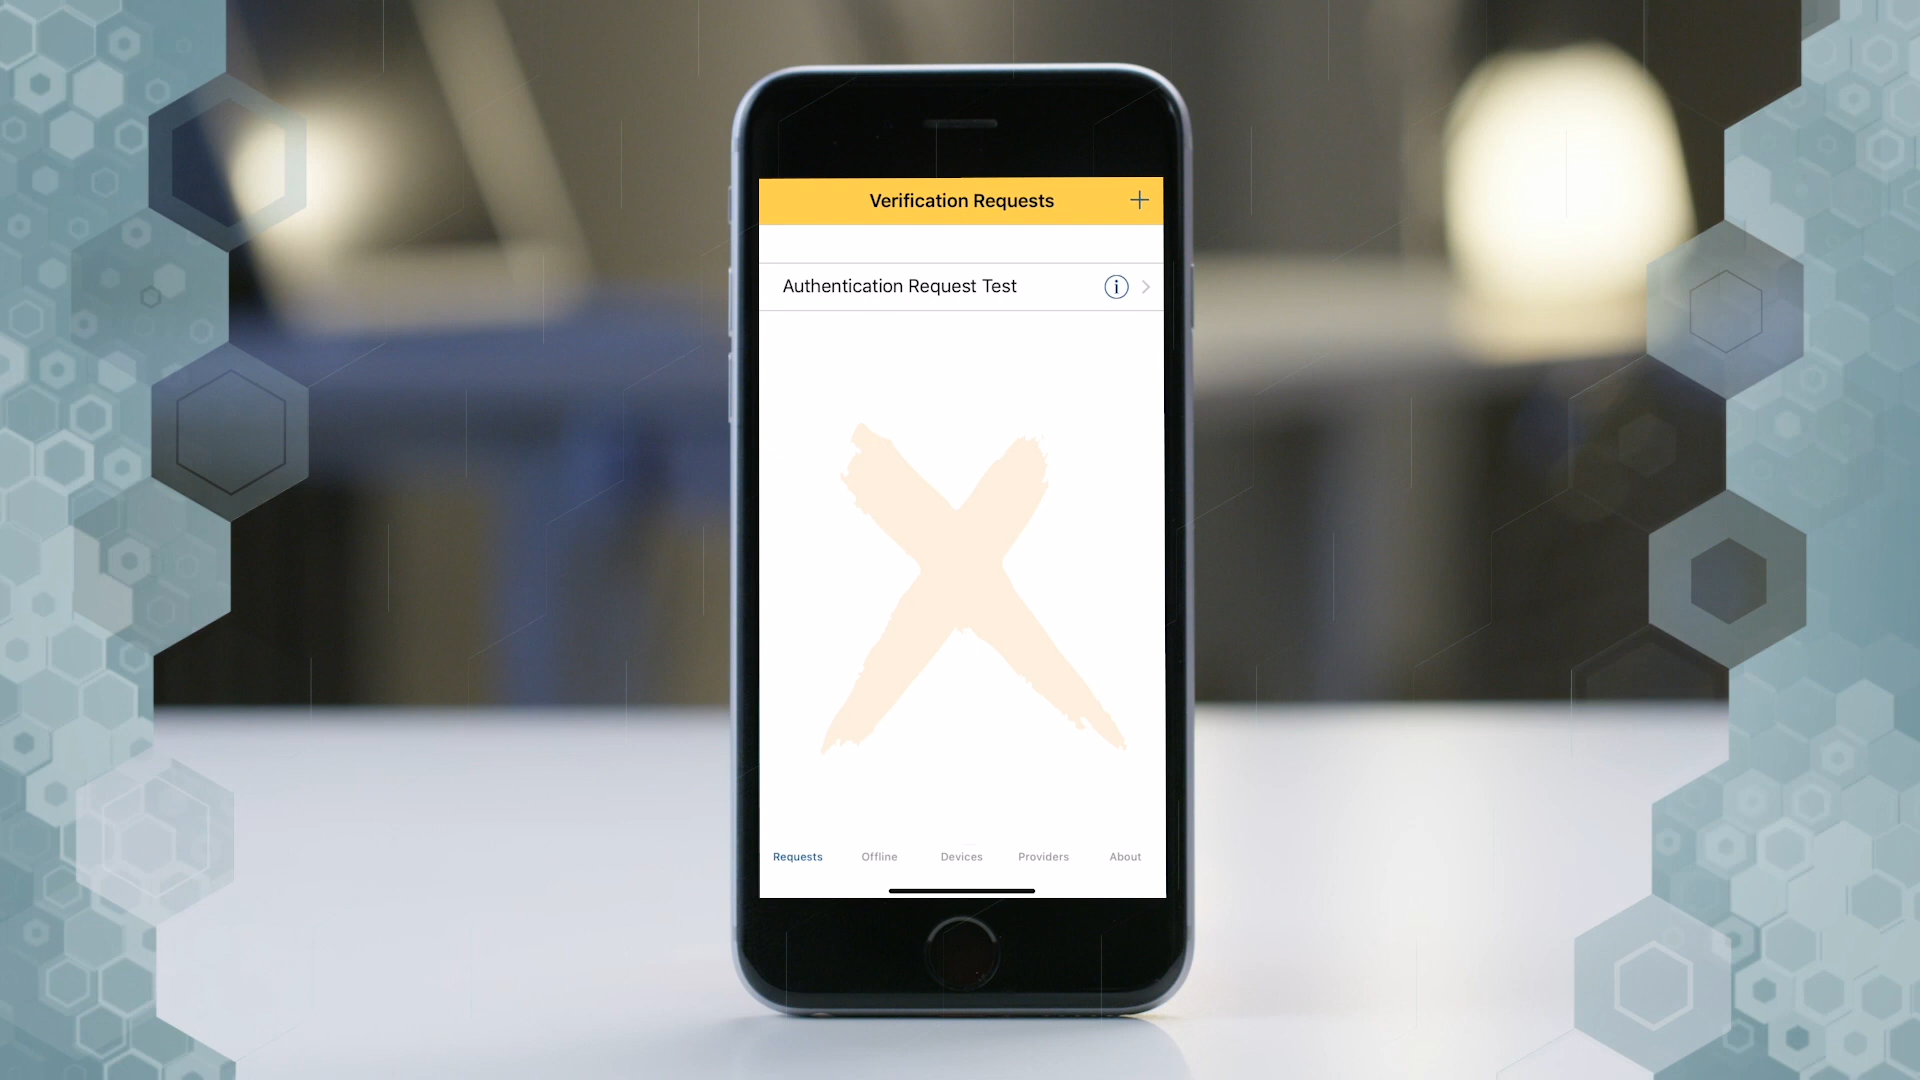 Verification Requests +
Authentication Request Test i
Requests Offline Devices Providers About